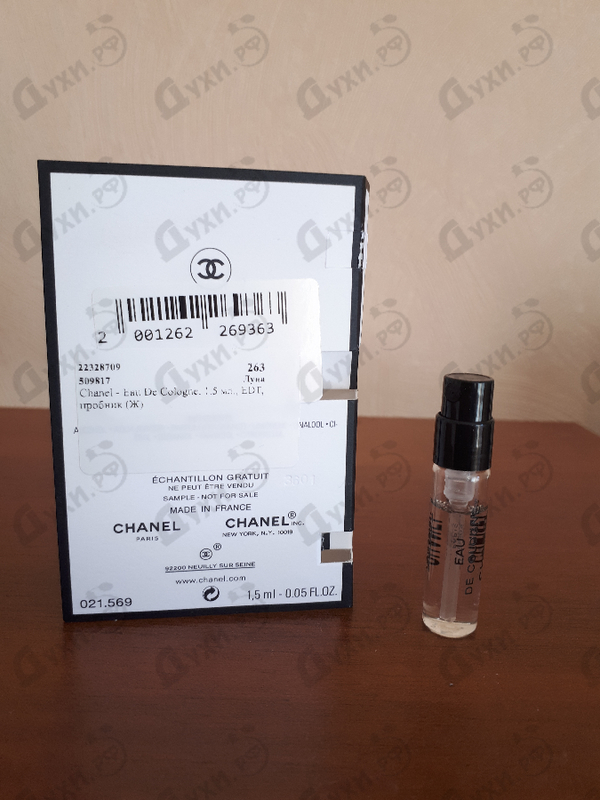 2 001262 269363
22328709 263
509817 Луна
Chanel - Eau De Cologne, 1.5 мл., EDT,
пробник (Ж)
NALOOL • CI-
ÉCHANTILLON GRATUIT
NE PEUT ÊTRE VENDU
SAMPLE - NOT FOR SALE
MADE IN FRANCE
CHANEL CHANEL® INC.
PARIS NEW YORK, N.Y. 10019
®
92200 NEUILLY SUR SEINE
www.chanel.com
021.569 1,5 ml - 0.05 FL.OZ.
CHANEL
EAU
DE CO
Духи.рф